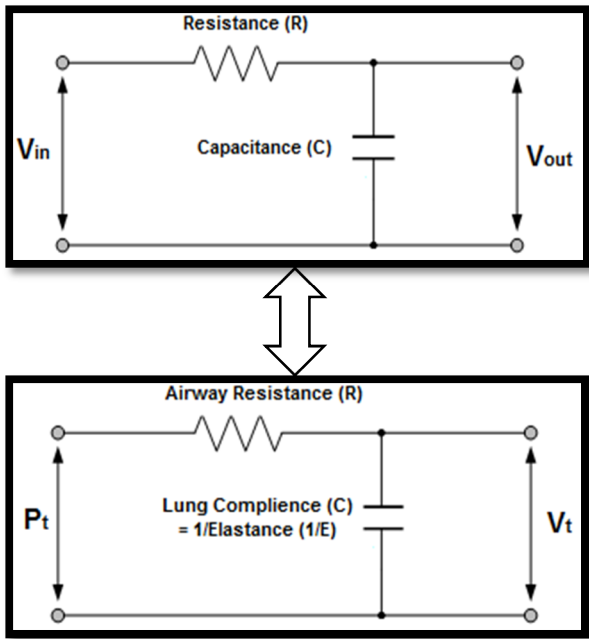 Resistance (R)
Vin
Capacitance (C)
Vout
Airway Resistance (R)
Pt
Lung Complience (C)
= 1/Elastance (1/E)
Vt